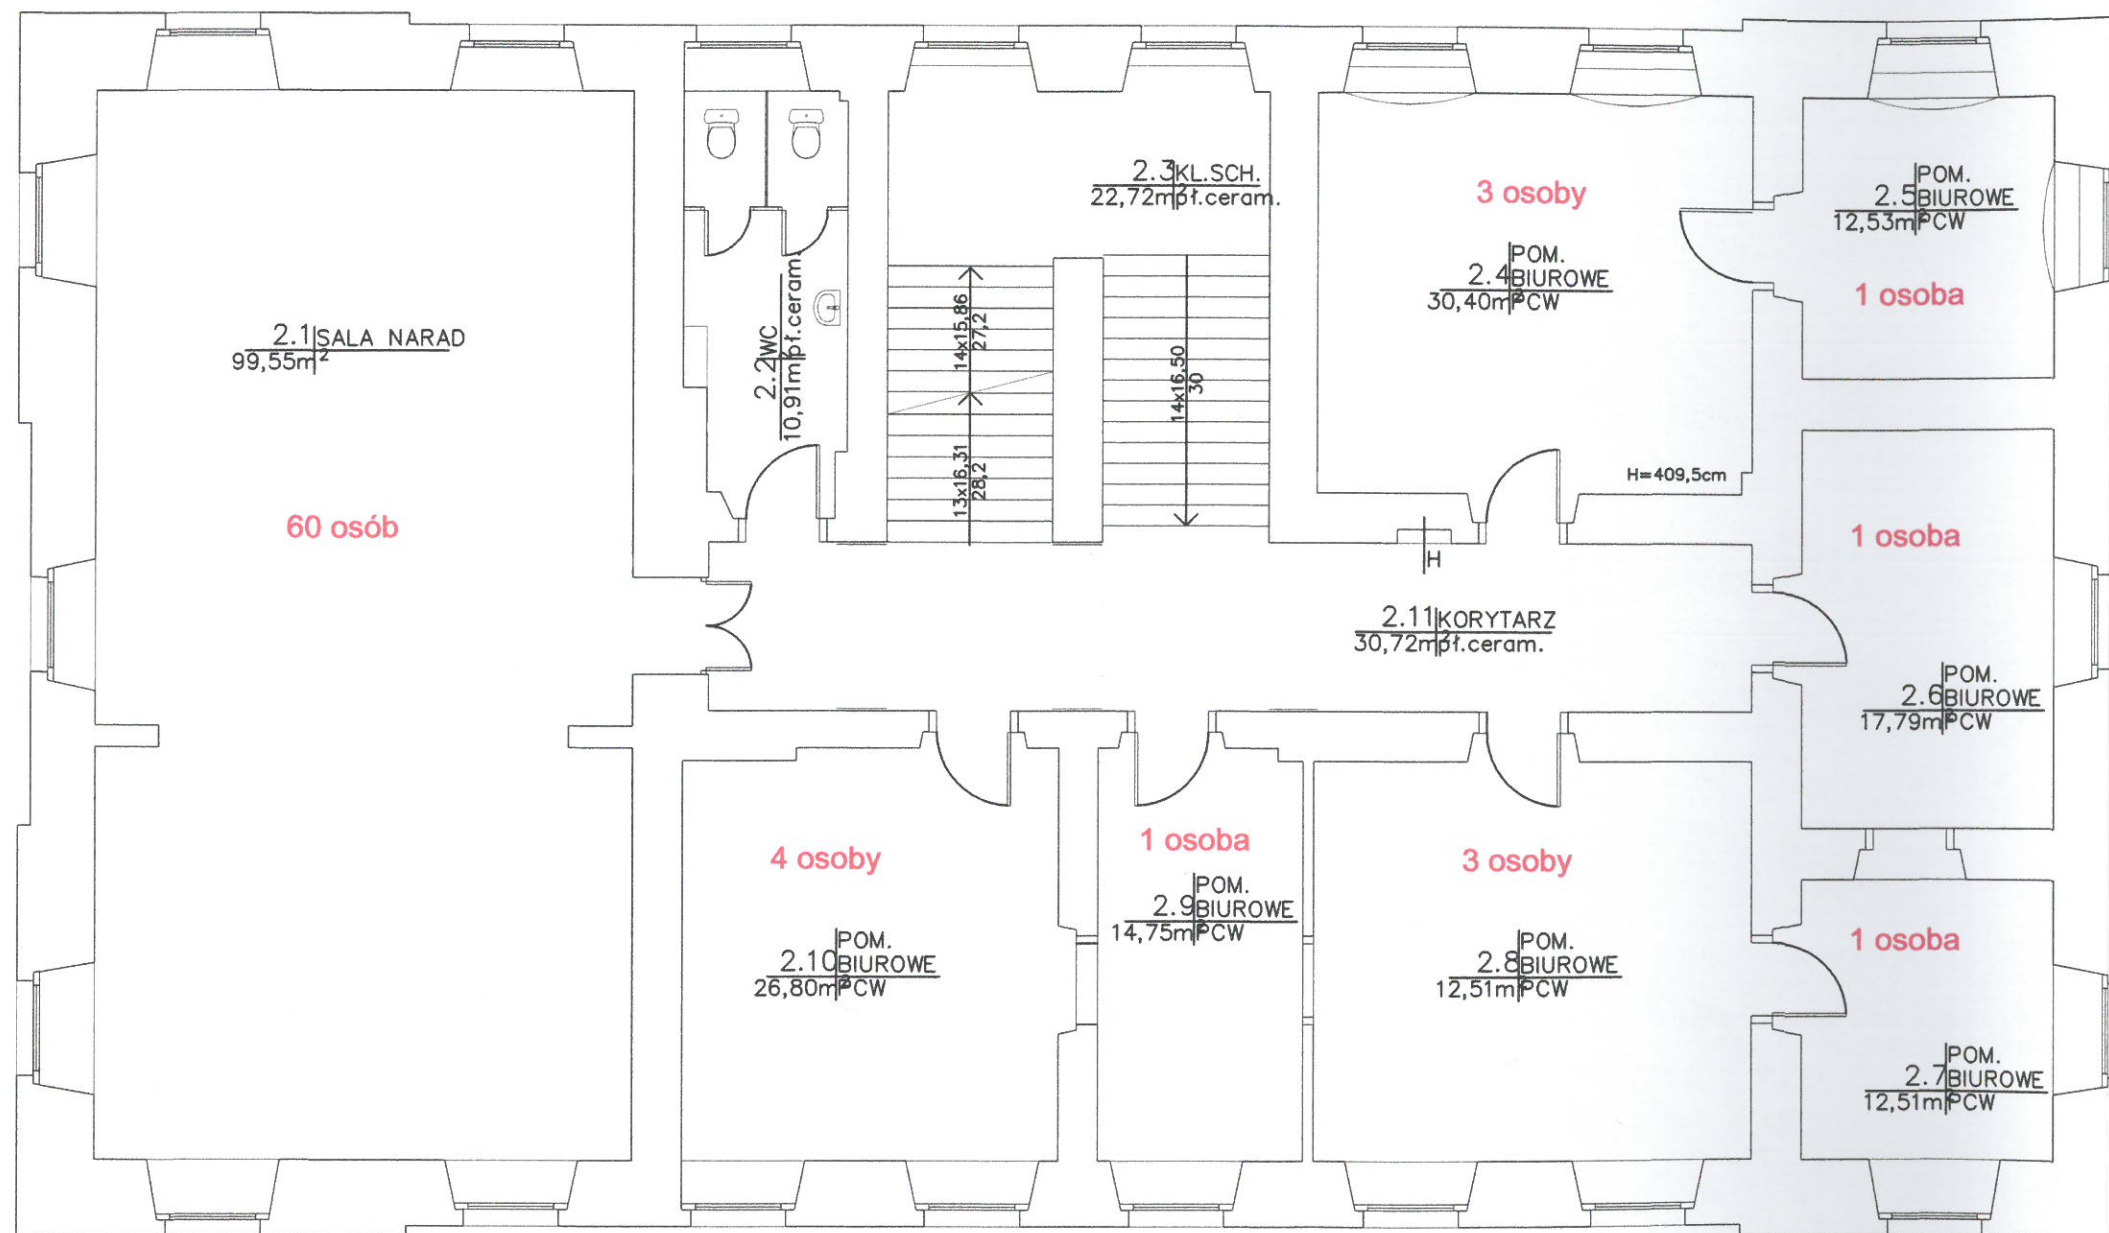 2.1 SALA NARAD
99,55m²
60 osób
2.2 WC
10,91m² pł.ceram.
2.3 KL.SCH.
22,72m² pł.ceram.
14x15,86
27,2
13x16,31
28,2
14x16,50
30
3 osoby
POM.
2.4 BIUROWE
30,40m² PCW
H=409,5cm
POM.
2.5 BIUROWE
12,53m² PCW
1 osoba
1 osoba
POM.
2.6 BIUROWE
17,79m² PCW
H
2.11 KORYTARZ
30,72m² pł.ceram.
4 osoby
POM.
2.10 BIUROWE
26,80m² PCW
1 osoba
POM.
2.9 BIUROWE
14,75m² PCW
3 osoby
POM.
2.8 BIUROWE
12,51m² PCW
1 osoba
POM.
2.7 BIUROWE
12,51m² PCW